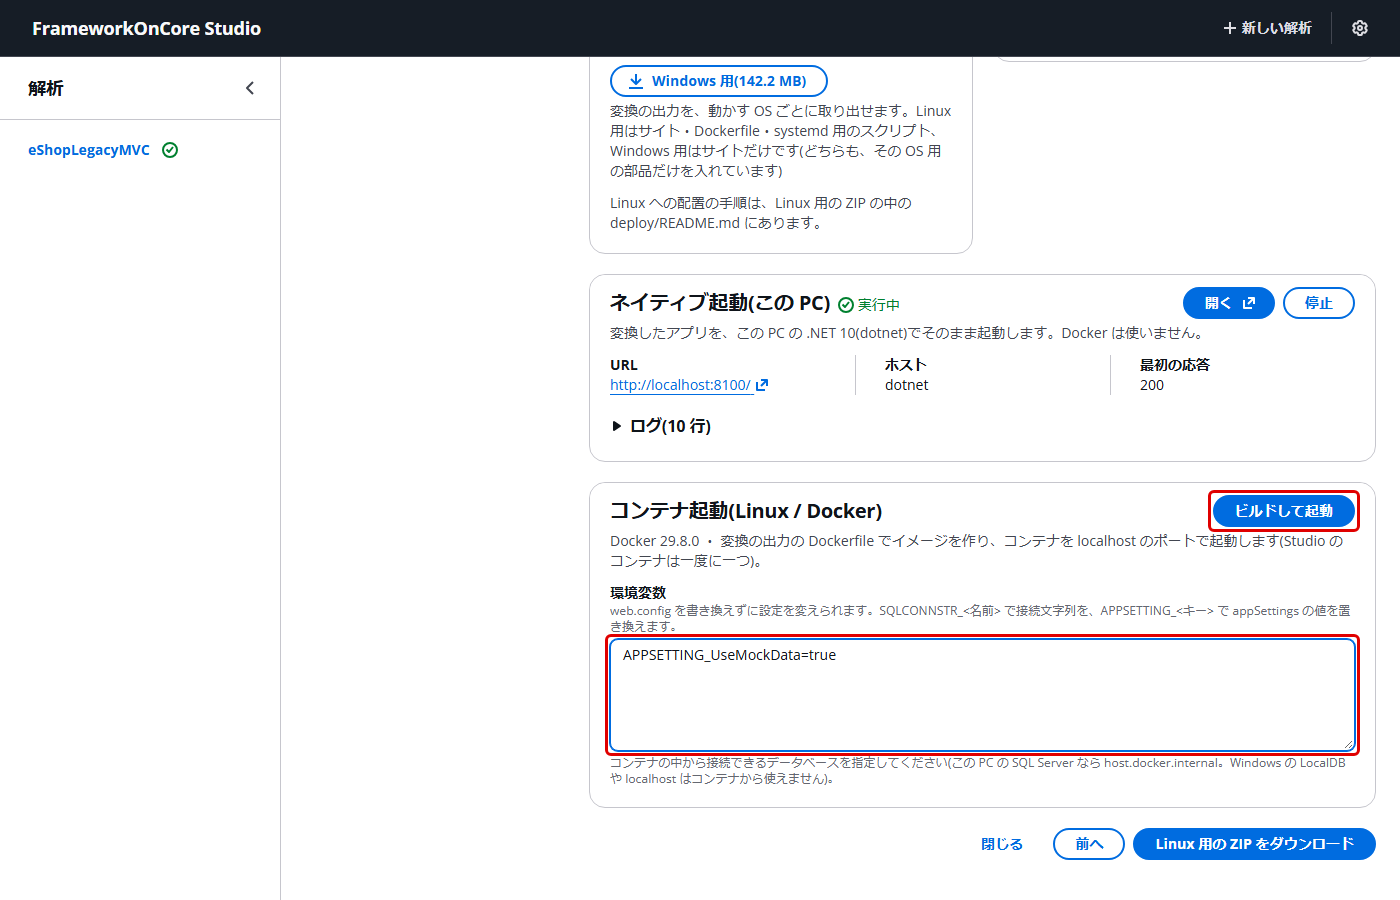 FrameworkOnCore Studio
新しい解析
解析
eShopLegacyMVC
Windows 用(142.2 MB)
変換の出力を、動かす OS ごとに取り出せます。Linux
用はサイト・Dockerfile・systemd 用のスクリプト、
Windows 用はサイトだけです(どちらも、その OS 用
の部品だけを入れています)
Linux への配置の手順は、Linux 用の ZIP の中の
deploy/README.md にあります。
ネイティブ起動(この PC) 実行中
開く
停止
変換したアプリを、この PC の .NET 10(dotnet)でそのまま起動します。Docker は使いません。
URL
http://localhost:8100/
ホスト
dotnet
最初の応答
200
ログ(10 行)
コンテナ起動(Linux / Docker)
ビルドして起動
Docker 29.8.0 ・ 変換の出力の Dockerfile でイメージを作り、コンテナを localhost のポートで起動します(Studio の
コンテナは一度に一つ)。
環境変数
web.config を書き換えずに設定を変えられます。SQLCONNSTR_<名前> で接続文字列を、APPSETTING_<キー> で appSettings の値を置
き換えます。
APPSETTING_UseMockData=true
コンテナの中から接続できるデータベースを指定してください(この PC の SQL Server なら host.docker.internal。Windows の LocalDB
や localhost はコンテナから使えません)。
閉じる
前へ
Linux 用の ZIP をダウンロード